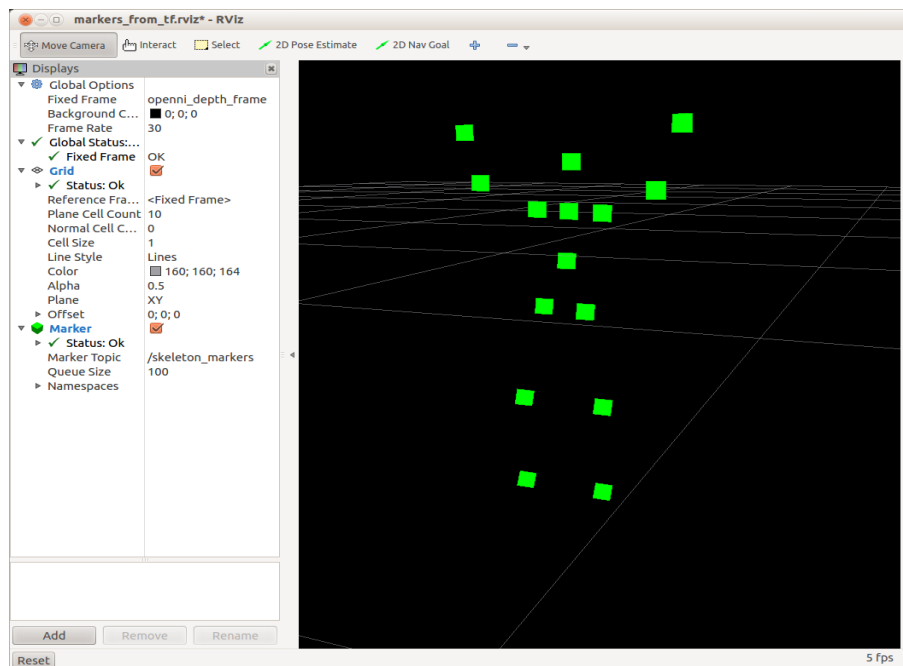 markers_from_tf.rviz* - RViz
Move Camera Interact Select 2D Pose Estimate 2D Nav Goal
Displays
Global Options
Fixed Frame openni_depth_frame
Background C... 0; 0; 0
Frame Rate 30
Global Status:...
Fixed Frame OK
Grid
Status: Ok
Reference Fra... <Fixed Frame>
Plane Cell Count 10
Normal Cell C... 0
Cell Size 1
Line Style Lines
Color 160; 160; 164
Alpha 0.5
Plane XY
Offset 0; 0; 0
Marker
Status: Ok
Marker Topic /skeleton_markers
Queue Size 100
Namespaces
Add Remove Rename
Reset 5 fps